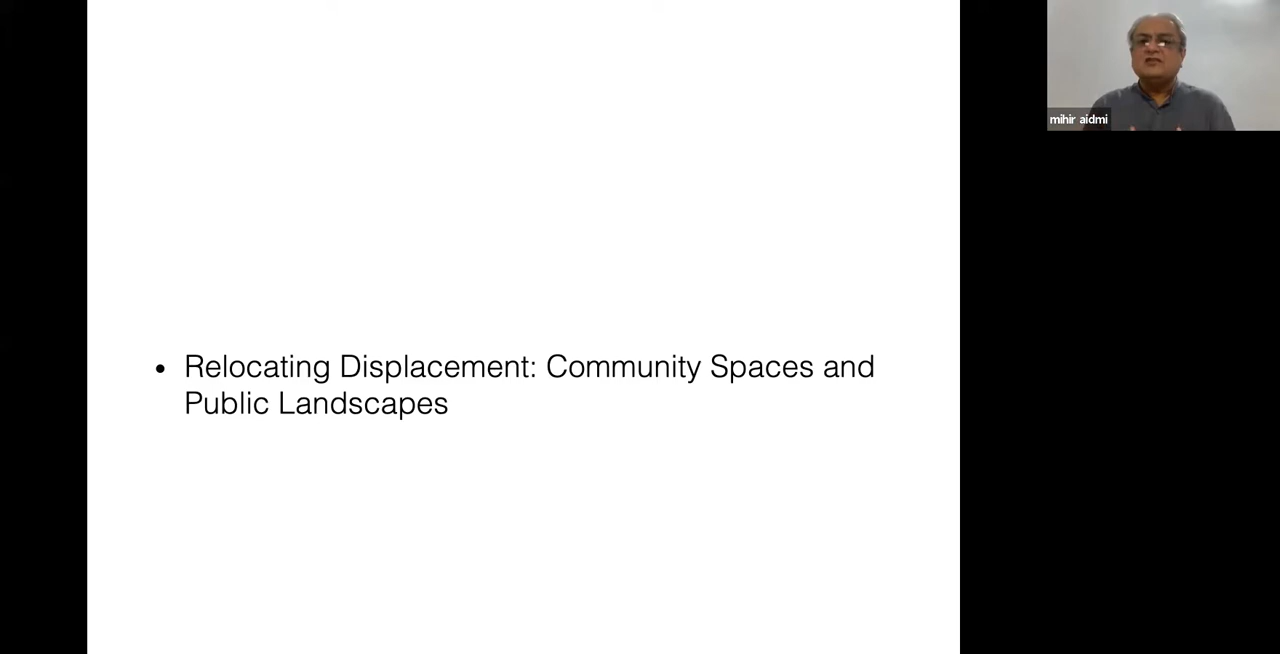 • Relocating Displacement: Community Spaces and
Public Landscapes
mihir aidmi